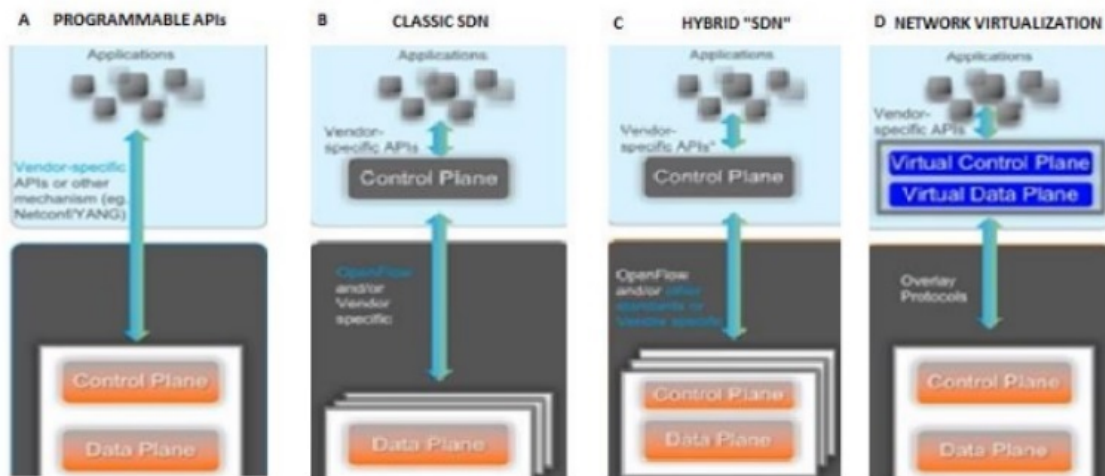 A PROGRAMMABLE APIs
Applications
Vendor-specific
APIs or other
mechanism (eg.
Netconf/YANG)
Control Plane
Data Plane
B CLASSIC SDN
Applications
Vendor-
specific APIs
Control Plane
OpenFlow
and/or
Vendor
specific
Data Plane
C HYBRID "SDN"
Applications
Vendor-
specific APIs"
Control Plane
OpenFlow
and/or other
standards or
Vendor specific
Control Plane
Data Plane
D NETWORK VIRTUALIZATION
Applications
Vendor-
specific APIs
Virtual Control Plane
Virtual Data Plane
Overlay
Protocols
Control Plane
Data Plane